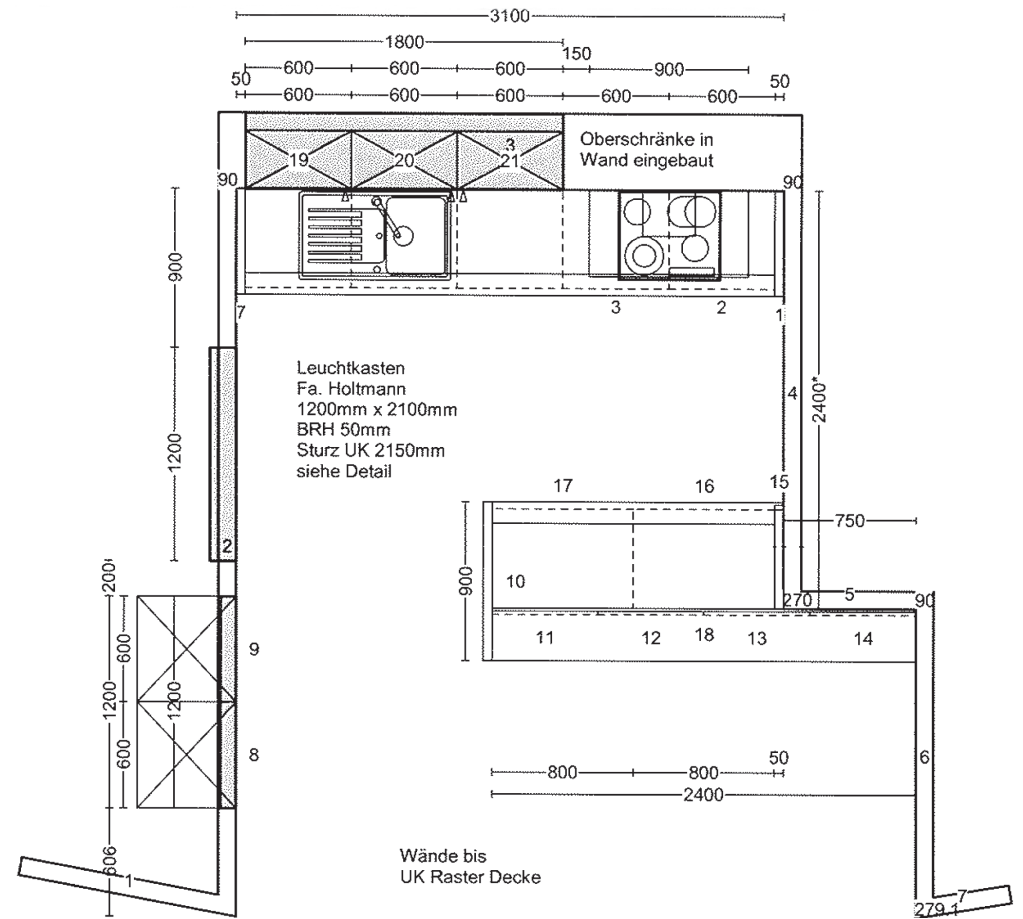 3100
1800
150
600 600 600 900
50 50
600 600 600 600 600
3
19 20 21
Oberschränke in
Wand eingebaut
90 90
900
7 3 2 1
Leuchtkasten
Fa. Holtmann
1200mm x 2100mm
BRH 50mm
Sturz UK 2150mm
siehe Detail
1200
4
2400*
17 16 15
750
2
900
10
200
270 5 90
11 12 18 13 14
9
600
1200 1200
600
8
6
50
800 800
2400
Wände bis
UK Raster Decke
606
1
7
279.1